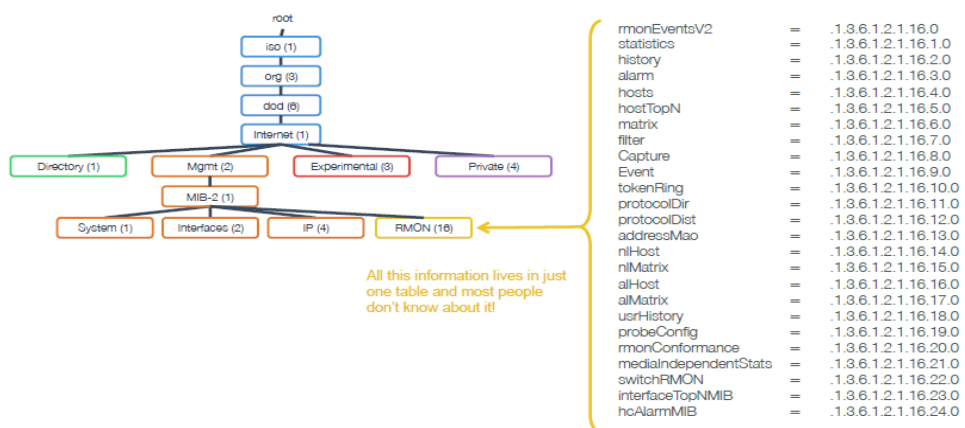 root
iso (1)
org (3)
dod (6)
Internet (1)
Directory (1)
Mgmt (2)
Experimental (3)
Private (4)
MIB-2 (1)
System (1)
Interfaces (2)
IP (4)
RMON (16)
All this information lives in just
one table and most people
don't know about it!
rmonEventsV2 = .1.3.6.1.2.1.16.0
statistics = .1.3.6.1.2.1.16.1.0
history = .1.3.6.1.2.1.16.2.0
alarm = .1.3.6.1.2.1.16.3.0
hosts = .1.3.6.1.2.1.16.4.0
hostTopN = .1.3.6.1.2.1.16.5.0
matrix = .1.3.6.1.2.1.16.6.0
filter = .1.3.6.1.2.1.16.7.0
Capture = .1.3.6.1.2.1.16.8.0
Event = .1.3.6.1.2.1.16.9.0
tokenRing = .1.3.6.1.2.1.16.10.0
protocolDir = .1.3.6.1.2.1.16.11.0
protocolDist = .1.3.6.1.2.1.16.12.0
addressMao = .1.3.6.1.2.1.16.13.0
nlHost = .1.3.6.1.2.1.16.14.0
nlMatrix = .1.3.6.1.2.1.16.15.0
alHost = .1.3.6.1.2.1.16.16.0
alMatrix = .1.3.6.1.2.1.16.17.0
usrHistory = .1.3.6.1.2.1.16.18.0
probeConfig = .1.3.6.1.2.1.16.19.0
rmonConformance = .1.3.6.1.2.1.16.20.0
mediaIndependentStats = .1.3.6.1.2.1.16.21.0
switchRMON = .1.3.6.1.2.1.16.22.0
interfaceTopNMIB = .1.3.6.1.2.1.16.23.0
hcAlarmMIB = .1.3.6.1.2.1.16.24.0